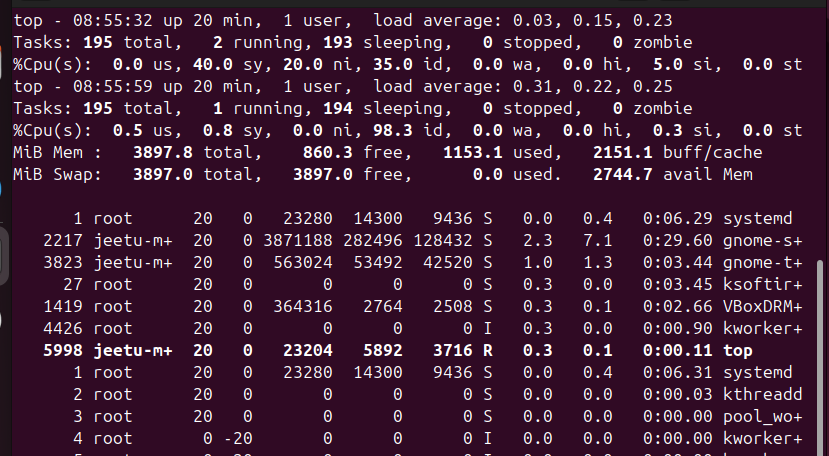 top - 08:55:32 up 20 min,  1 user,  load average: 0.03, 0.15, 0.23
Tasks: 195 total,   2 running, 193 sleeping,   0 stopped,   0 zombie
%Cpu(s):  0.0 us, 40.0 sy, 20.0 ni, 35.0 id,  0.0 wa,  0.0 hi,  5.0 si,  0.0 st
top - 08:55:59 up 20 min,  1 user,  load average: 0.31, 0.22, 0.25
Tasks: 195 total,   1 running, 194 sleeping,   0 stopped,   0 zombie
%Cpu(s):  0.5 us,  0.8 sy,  0.0 ni, 98.3 id,  0.0 wa,  0.0 hi,  0.3 si,  0.0 st
MiB Mem :   3897.8 total,    860.3 free,   1153.1 used,   2151.1 buff/cache
MiB Swap:   3897.0 total,   3897.0 free.      0.0 used.   2744.7 avail Mem
1 root      20   0   23280  14300   9436 S   0.0   0.4   0:06.29 systemd
2217 jeetu-m+  20   0 3871188 282496 128432 S   2.3   7.1   0:29.60 gnome-s+
3823 jeetu-m+  20   0  563024  53492  42520 S   1.0   1.3   0:03.44 gnome-t+
27 root      20   0       0      0      0 S   0.3   0.0   0:03.45 ksoftir+
1419 root      20   0  364316   2764   2508 S   0.3   0.1   0:02.66 VBoxDRM+
4426 root      20   0       0      0      0 I   0.3   0.0   0:00.90 kworker+
5998 jeetu-m+  20   0   23204   5892   3716 R   0.3   0.1   0:00.11 top
1 root      20   0   23280  14300   9436 S   0.0   0.4   0:06.31 systemd
2 root      20   0       0      0      0 S   0.0   0.0   0:00.03 kthreadd
3 root      20   0       0      0      0 S   0.0   0.0   0:00.00 pool_wo+
4 root       0 -20       0      0      0 I   0.0   0.0   0:00.00 kworker+